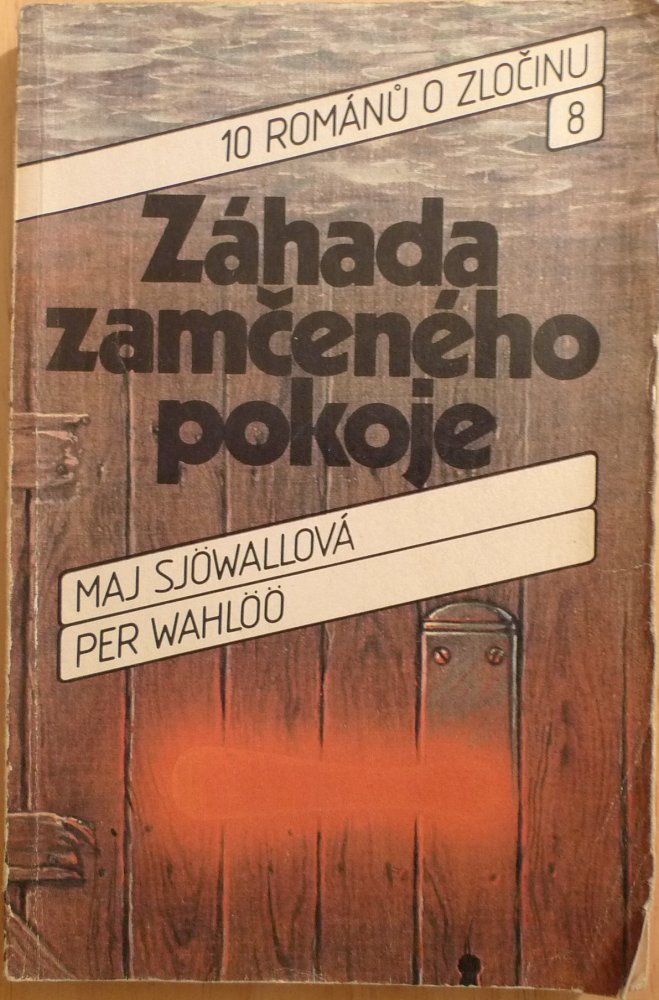 10 ROMÁNŮ O ZLOČINU
8
Záhada
zamčeného
pokoje
MAJ SJÖWALLOVÁ
PER WAHLÖÖ